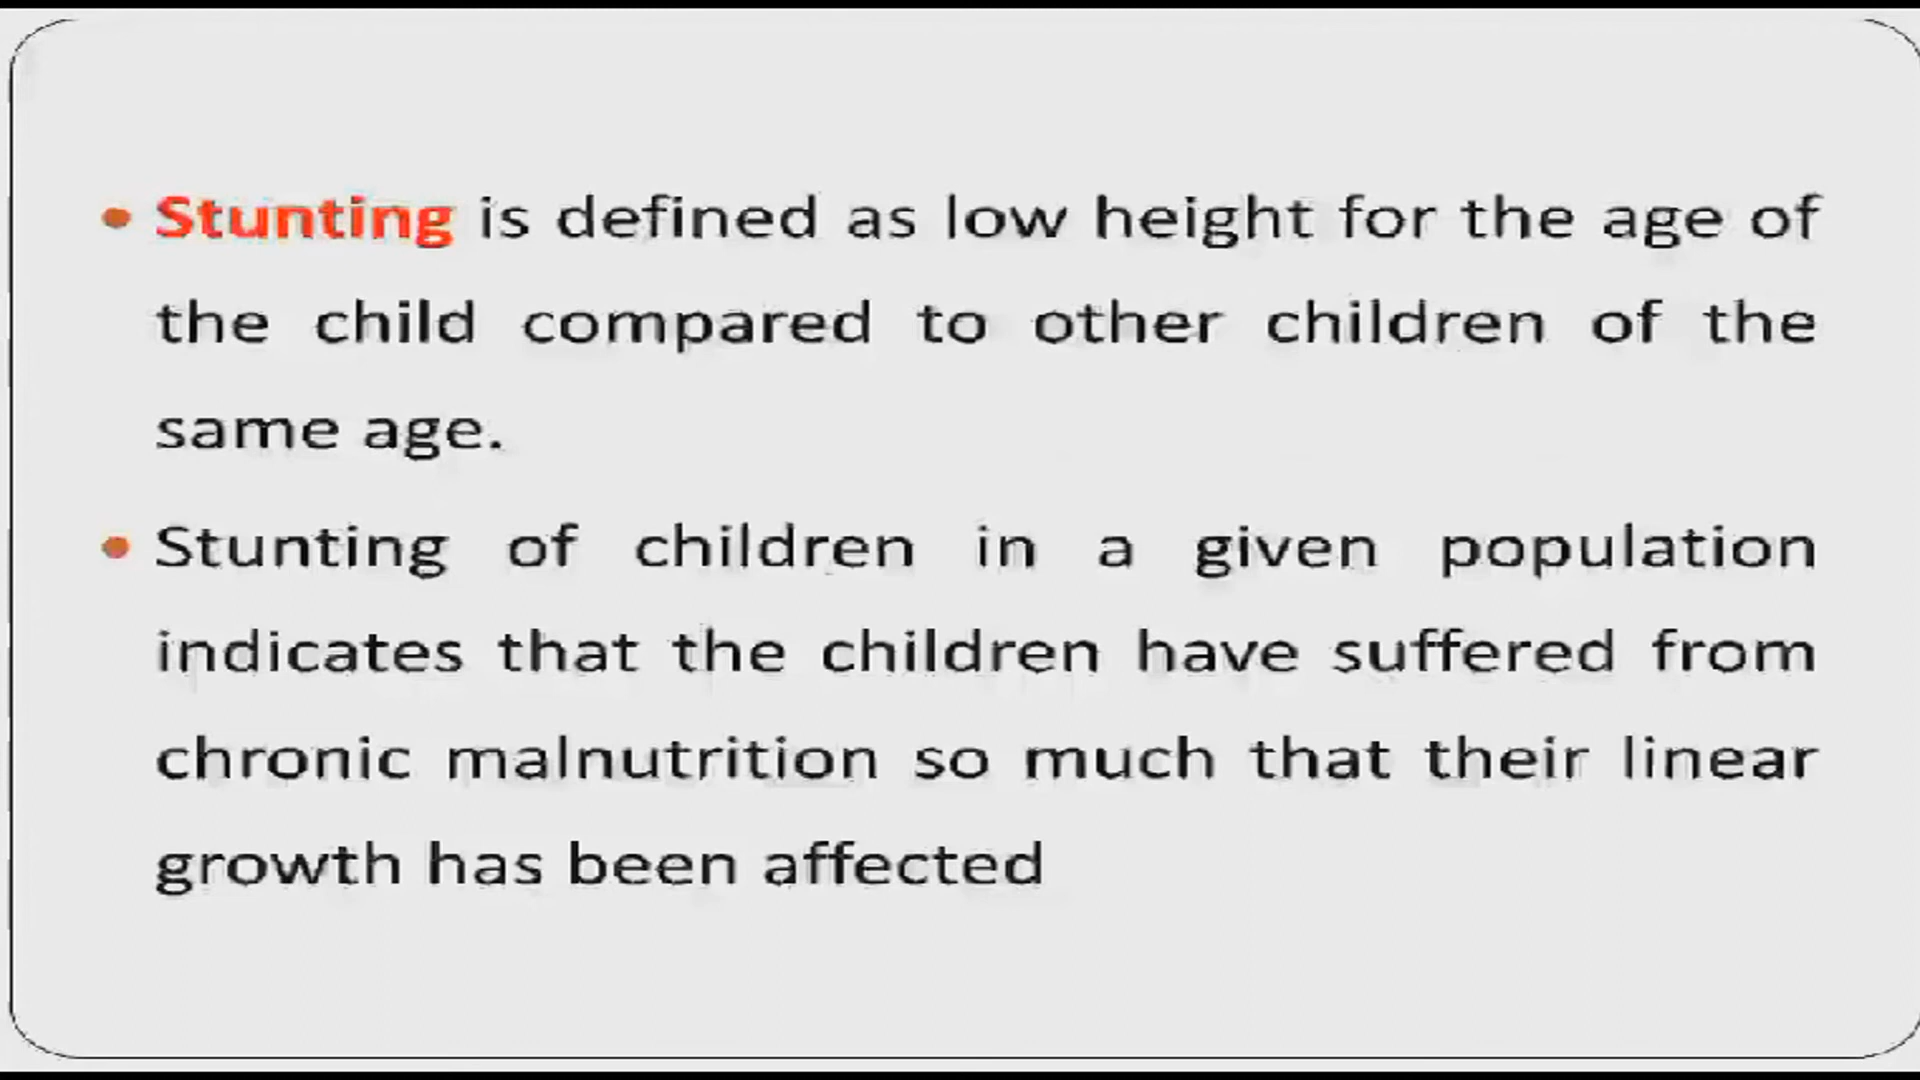 • Stunting is defined as low height for the age of
the child compared to other children of the
same age.
• Stunting of children in a given population
indicates that the children have suffered from
chronic malnutrition so much that their linear
growth has been affected